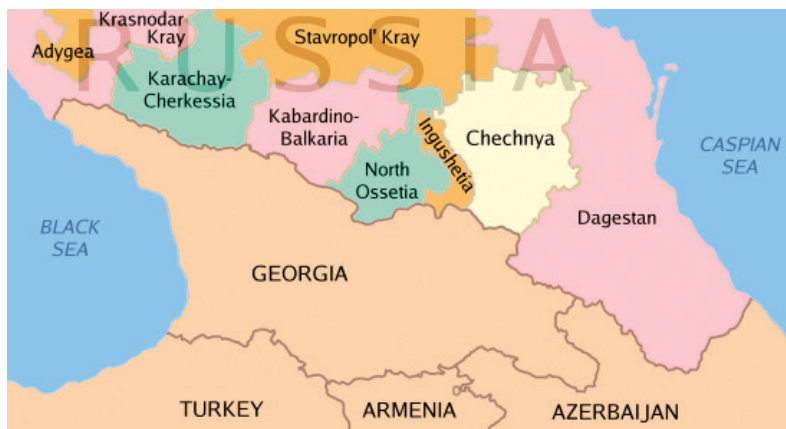 RUSSIA
Krasnodar
Kray
Adygea
Stavropol' Kray
Karachay-
Cherkessia
Kabardino-
Balkaria
Ingushetia
Chechnya
CASPIAN
SEA
North
Ossetia
Dagestan
BLACK
SEA
GEORGIA
TURKEY
ARMENIA
AZERBAIJAN